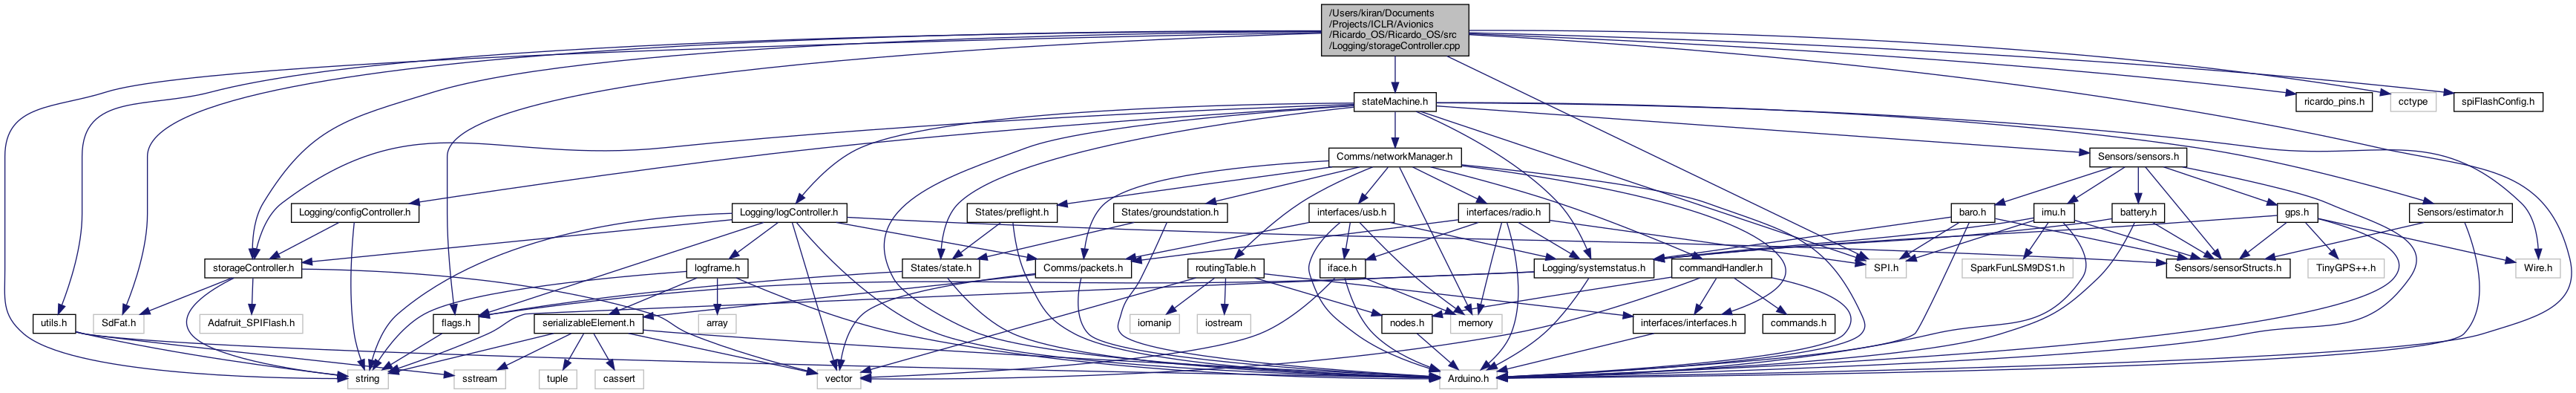 /Users/kiran/Documents
/Projects/ICLR/Avionics
/Ricardo_OS/Ricardo_OS/src
/Logging/storageController.cpp
stateMachine.h
ricardo_pins.h
cctype
spiFlashConfig.h
Comms/networkManager.h
Sensors/sensors.h
Logging/configController.h
Logging/logController.h
States/preflight.h
States/groundstation.h
interfaces/usb.h
interfaces/radio.h
baro.h
imu.h
battery.h
gps.h
Sensors/estimator.h
storageController.h
logframe.h
States/state.h
Comms/packets.h
routingTable.h
iface.h
Logging/systemstatus.h
commandHandler.h
SPI.h
SparkFunLSM9DS1.h
Sensors/sensorStructs.h
TinyGPS++.h
Wire.h
utils.h
SdFat.h
Adafruit_SPIFlash.h
flags.h
serializableElement.h
array
iomanip
iostream
nodes.h
memory
interfaces/interfaces.h
commands.h
string
sstream
tuple
cassert
vector
Arduino.h